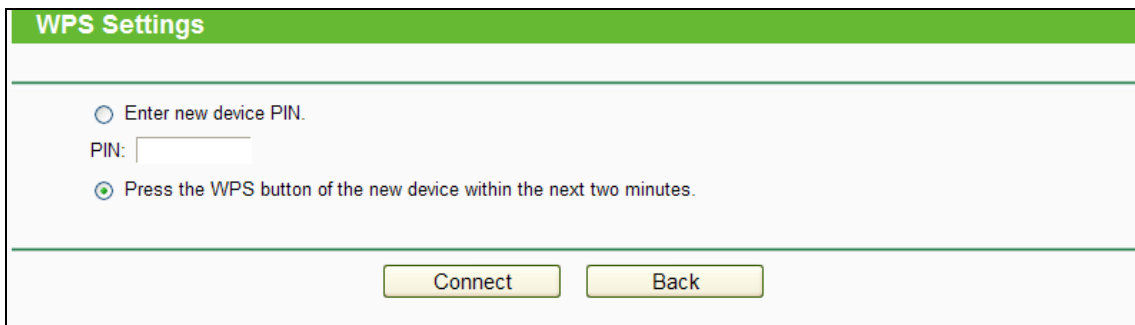 WPS Settings
Enter new device PIN.
PIN:
Press the WPS button of the new device within the next two minutes.
Connect Back